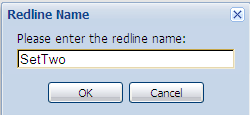 Redline Name
Please enter the redline name:
SetTwo
OK Cancel